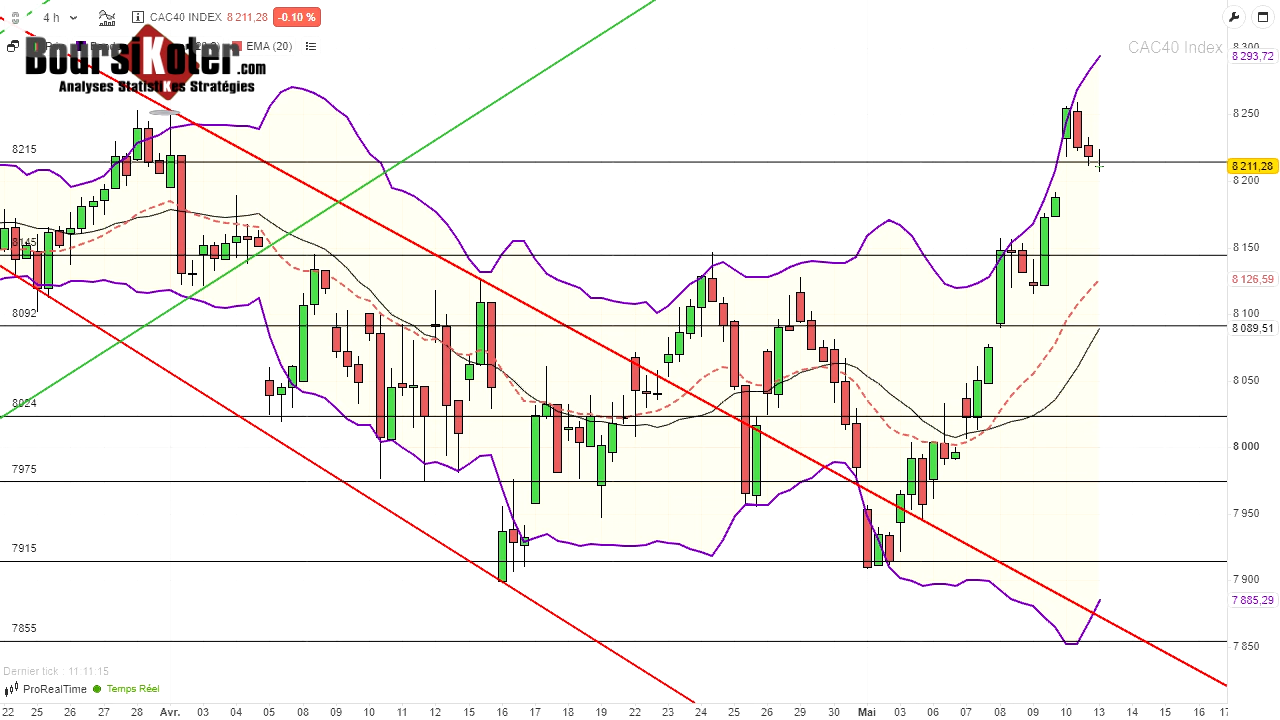 4 h CAC40 INDEX 8 211,28 -0.10 %
EMA (20)
BoursiKoter.com
Analyses StatistiKes Stratégies
CAC40 Index
8 300
8 293,72
8 250
8215
8 211,28
8 200
8145
8 150
8 126,59
8092
8 100
8 089,51
8 050
8024
8 000
7975
7 950
7915
7 900
7 885,29
7855
7 850
Dernier tick : 11:11:15
ProRealTime Temps Réel
22 25 26 27 28 Avr. 03 04 05 08 09 10 11 12 15 16 17 18 19 22 23 24 25 26 29 30 Mai 03 06 07 08 09 10 13 14 15 16 17